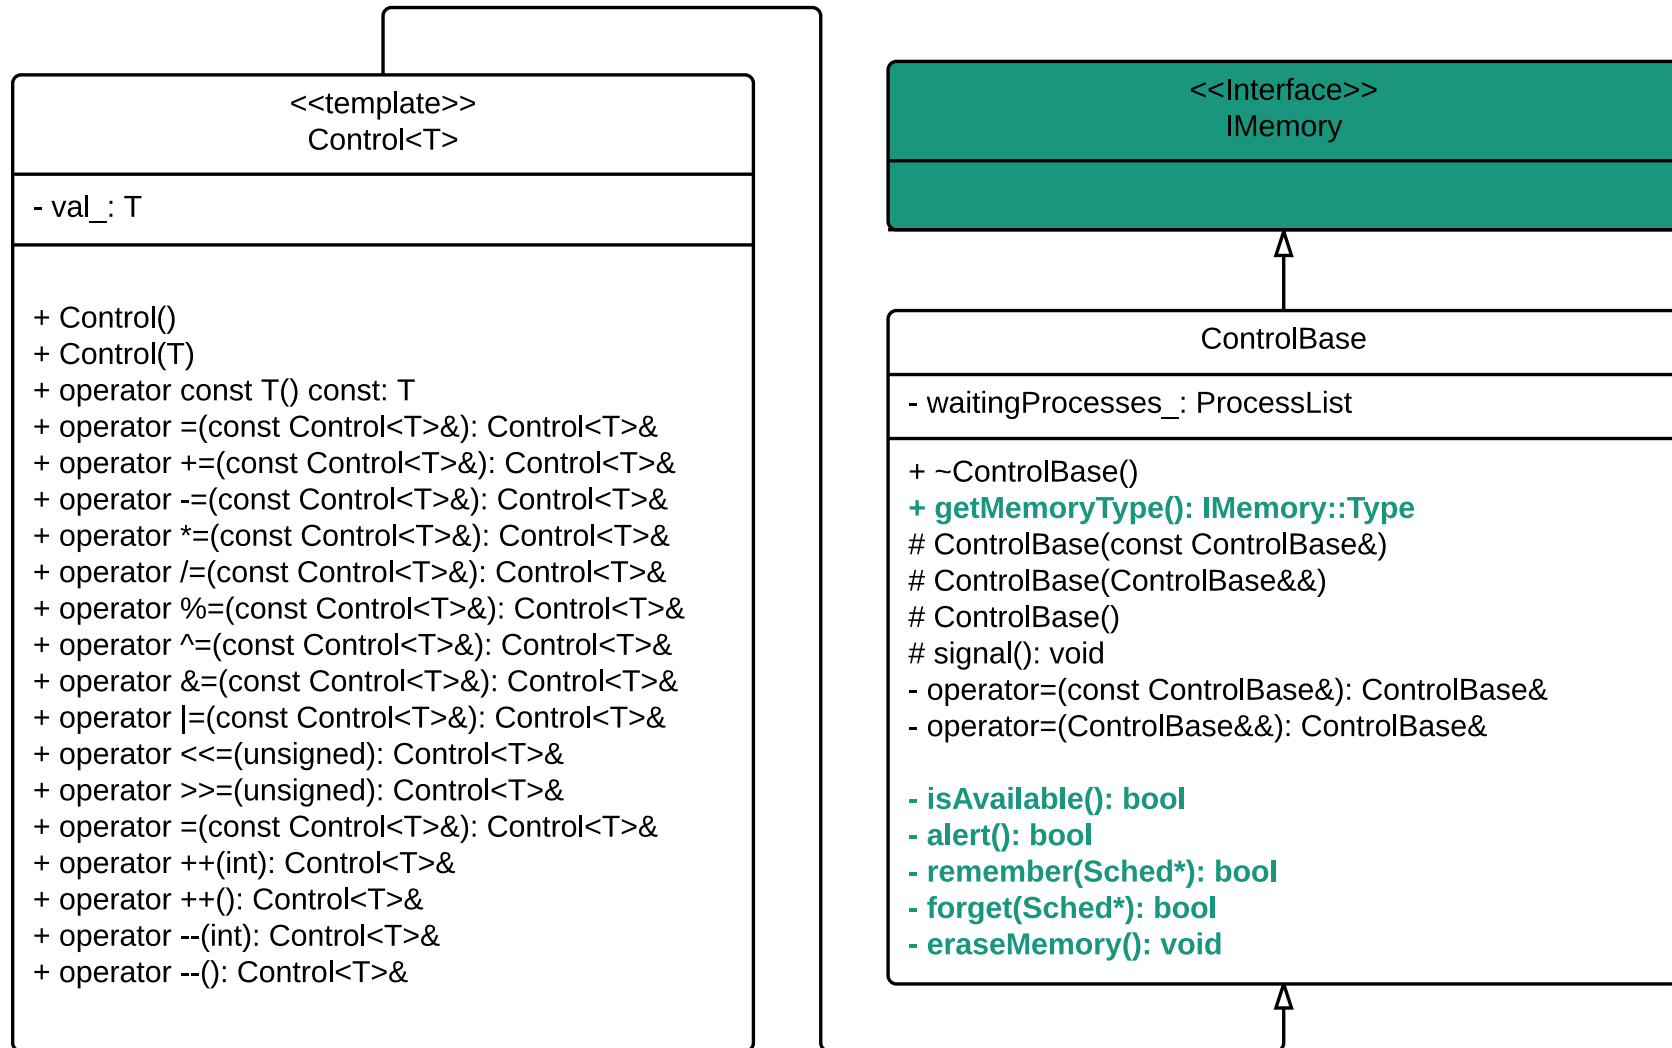 <<template>>
Control<T>
- val_: T
+ Control()
+ Control(T)
+ operator const T() const: T
+ operator =(const Control<T>&): Control<T>&
+ operator +=(const Control<T>&): Control<T>&
+ operator -=(const Control<T>&): Control<T>&
+ operator *=(const Control<T>&): Control<T>&
+ operator /=(const Control<T>&): Control<T>&
+ operator %=(const Control<T>&): Control<T>&
+ operator ^=(const Control<T>&): Control<T>&
+ operator &=(const Control<T>&): Control<T>&
+ operator |=(const Control<T>&): Control<T>&
+ operator <<=(unsigned): Control<T>&
+ operator >>=(unsigned): Control<T>&
+ operator =(const Control<T>&): Control<T>&
+ operator ++(int): Control<T>&
+ operator ++(): Control<T>&
+ operator --(int): Control<T>&
+ operator --(): Control<T>&
<<Interface>>
IMemory
ControlBase
- waitingProcesses_: ProcessList
+ ~ControlBase()
+ getMemoryType(): IMemory::Type
# ControlBase(const ControlBase&)
# ControlBase(ControlBase&&)
# ControlBase()
# signal(): void
- operator=(const ControlBase&): ControlBase&
- operator=(ControlBase&&): ControlBase&
- isAvailable(): bool
- alert(): bool
- remember(Sched*): bool
- forget(Sched*): bool
- eraseMemory(): void